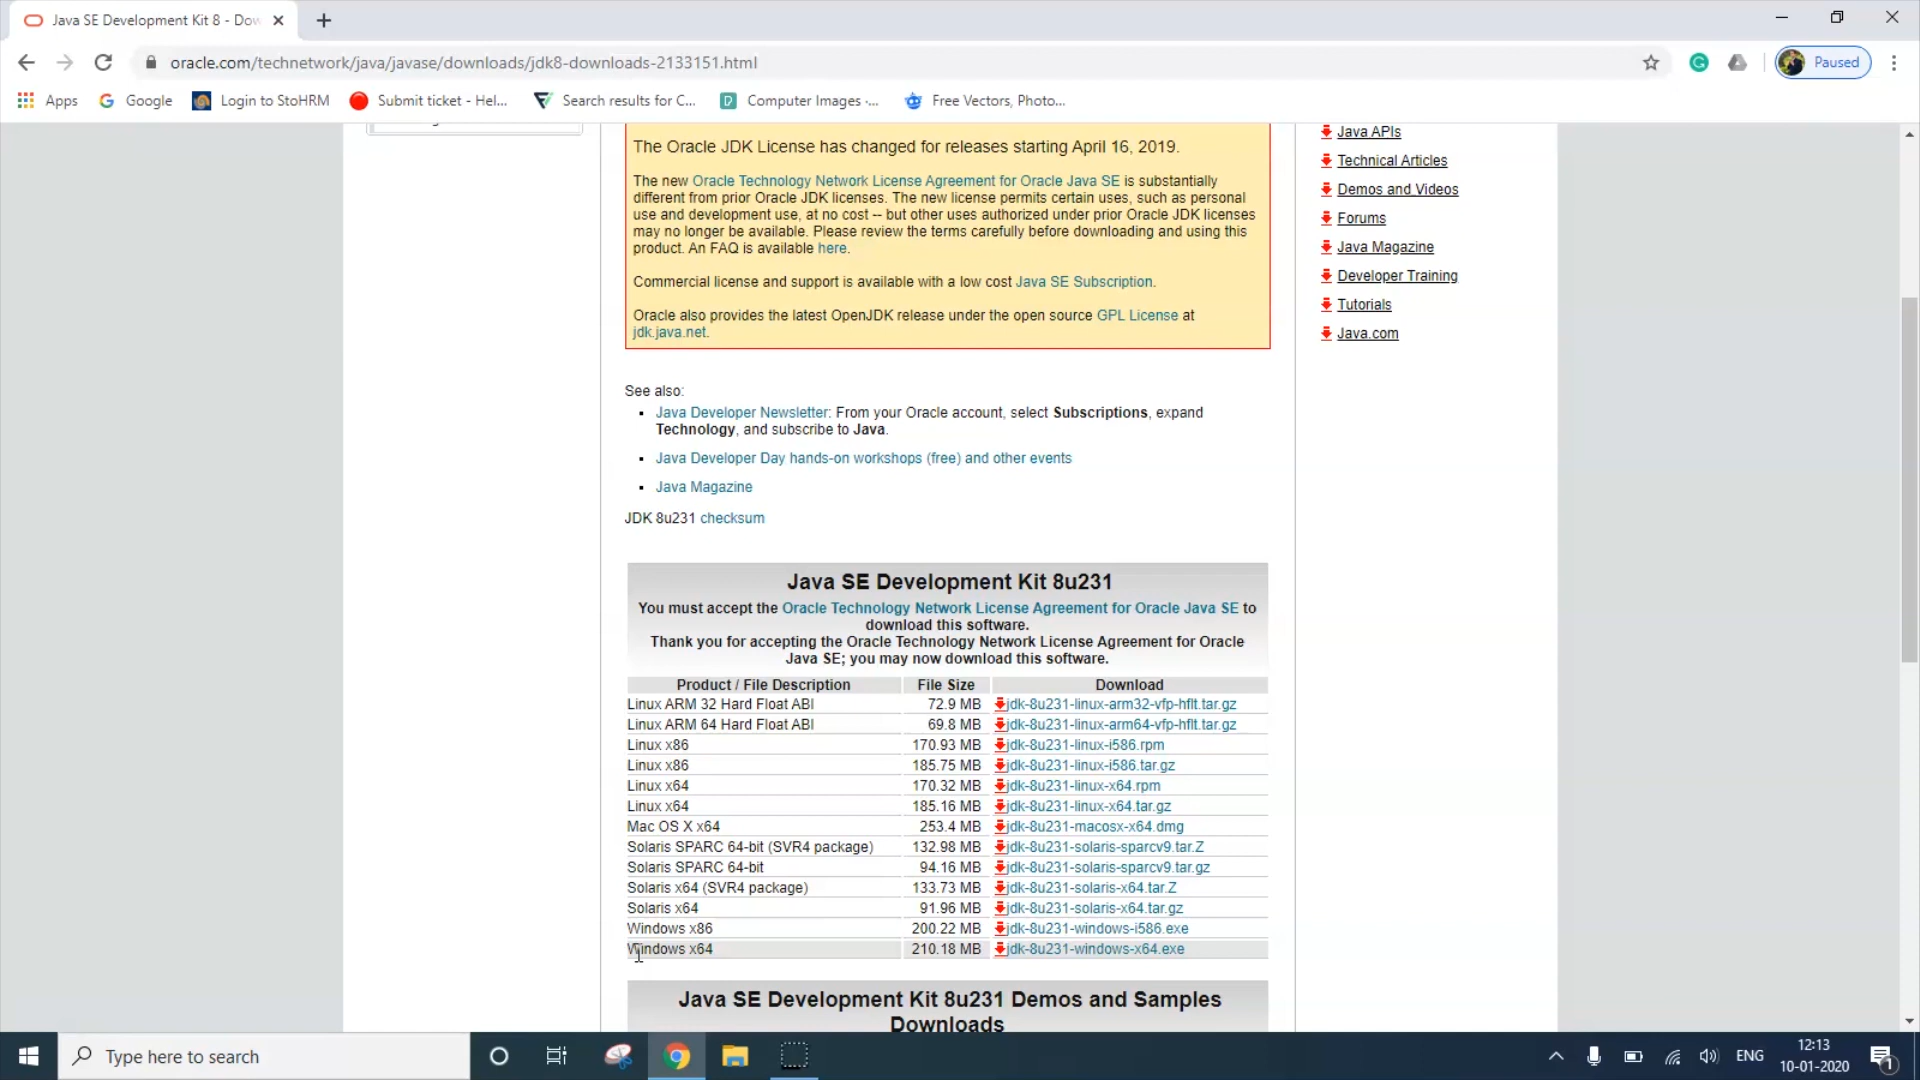 Java SE Development Kit 8 - Dow
oracle.com/technetwork/java/javase/downloads/jdk8-downloads-2133151.html
Paused
Apps
Google
Login to StoHRM
Submit ticket - Hel...
Search results for C...
Computer Images -...
Free Vectors, Photo...
The Oracle JDK License has changed for releases starting April 16, 2019.
The new Oracle Technology Network License Agreement for Oracle Java SE is substantially
different from prior Oracle JDK licenses. The new license permits certain uses, such as personal
use and development use, at no cost -- but other uses authorized under prior Oracle JDK licenses
may no longer be available. Please review the terms carefully before downloading and using this
product. An FAQ is available here.
Commercial license and support is available with a low cost Java SE Subscription.
Oracle also provides the latest OpenJDK release under the open source GPL License at
jdk.java.net.
See also:
Java Developer Newsletter: From your Oracle account, select Subscriptions, expand
Technology, and subscribe to Java.
Java Developer Day hands-on workshops (free) and other events
Java Magazine
JDK 8u231 checksum
Java SE Development Kit 8u231
You must accept the Oracle Technology Network License Agreement for Oracle Java SE to
download this software.
Thank you for accepting the Oracle Technology Network License Agreement for Oracle
Java SE; you may now download this software.
Product / File Description File Size Download
Linux ARM 32 Hard Float ABI 72.9 MB jdk-8u231-linux-arm32-vfp-hflt.tar.gz
Linux ARM 64 Hard Float ABI 69.8 MB jdk-8u231-linux-arm64-vfp-hflt.tar.gz
Linux x86 170.93 MB jdk-8u231-linux-i586.rpm
Linux x86 185.75 MB jdk-8u231-linux-i586.tar.gz
Linux x64 170.32 MB jdk-8u231-linux-x64.rpm
Linux x64 185.16 MB jdk-8u231-linux-x64.tar.gz
Mac OS X x64 253.4 MB jdk-8u231-macosx-x64.dmg
Solaris SPARC 64-bit (SVR4 package) 132.98 MB jdk-8u231-solaris-sparcv9.tar.Z
Solaris SPARC 64-bit 94.16 MB jdk-8u231-solaris-sparcv9.tar.gz
Solaris x64 (SVR4 package) 133.73 MB jdk-8u231-solaris-x64.tar.Z
Solaris x64 91.96 MB jdk-8u231-solaris-x64.tar.gz
Windows x86 200.22 MB jdk-8u231-windows-i586.exe
Windows x64 210.18 MB jdk-8u231-windows-x64.exe
Java SE Development Kit 8u231 Demos and Samples
Downloads
Java APIs
Technical Articles
Demos and Videos
Forums
Java Magazine
Developer Training
Tutorials
Java.com
Type here to search
ENG
12:13
10-01-2020
1